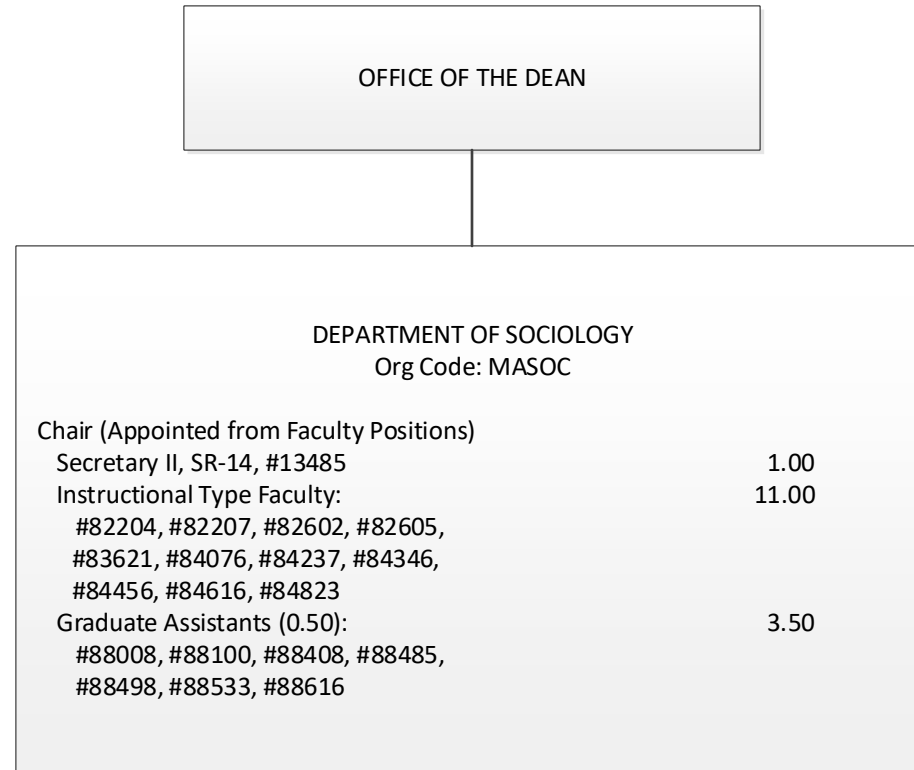 OFFICE OF THE DEAN
DEPARTMENT OF SOCIOLOGY
Org Code: MASOC
Chair (Appointed from Faculty Positions)
Secretary II, SR-14, #13485 1.00
Instructional Type Faculty: 11.00
#82204, #82207, #82602, #82605,
#83621, #84076, #84237, #84346,
#84456, #84616, #84823
Graduate Assistants (0.50): 3.50
#88008, #88100, #88408, #88485,
#88498, #88533, #88616